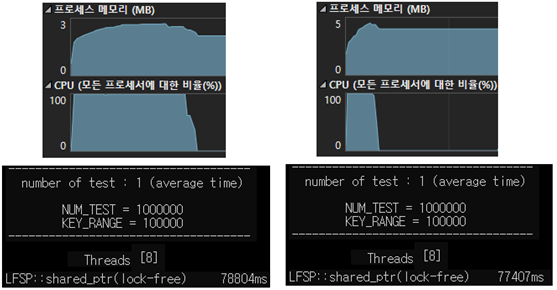 프로세스 메모리 (MB)
3
0
CPU (모든 프로세서에 대한 비율(%))
100
0
number of test : 1 (average time)
NUM_TEST = 1000000
KEY_RANGE = 100000
Threads [8]
LFSP::shared_ptr(lock-free) 78804ms
프로세스 메모리 (MB)
5
0
CPU (모든 프로세서에 대한 비율(%))
100
0
number of test : 1 (average time)
NUM_TEST = 1000000
KEY_RANGE = 100000
Threads [8]
LFSP::shared_ptr(lock-free) 77407ms